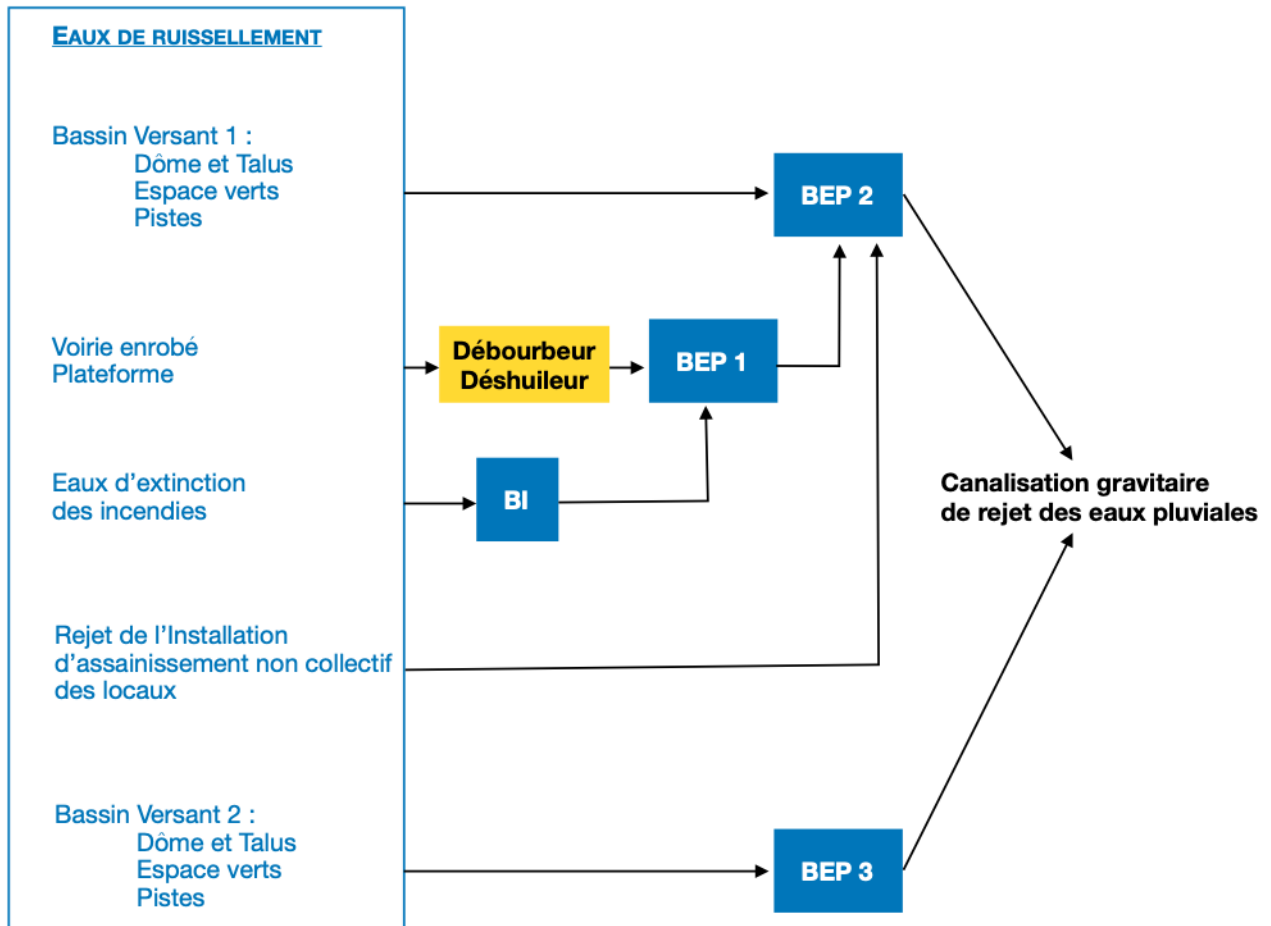 EAUX DE RUISSELLEMENT
Bassin Versant 1 :
Dôme et Talus
Espace verts
Pistes
BEP 2
Voirie enrobé
Plateforme
Débourbeur
Déshuileur
BEP 1
Eaux d’extinction
des incendies
BI
Canalisation gravitaire
de rejet des eaux pluviales
Rejet de l’Installation
d’assainissement non collectif
des locaux
Bassin Versant 2 :
Dôme et Talus
Espace verts
Pistes
BEP 3